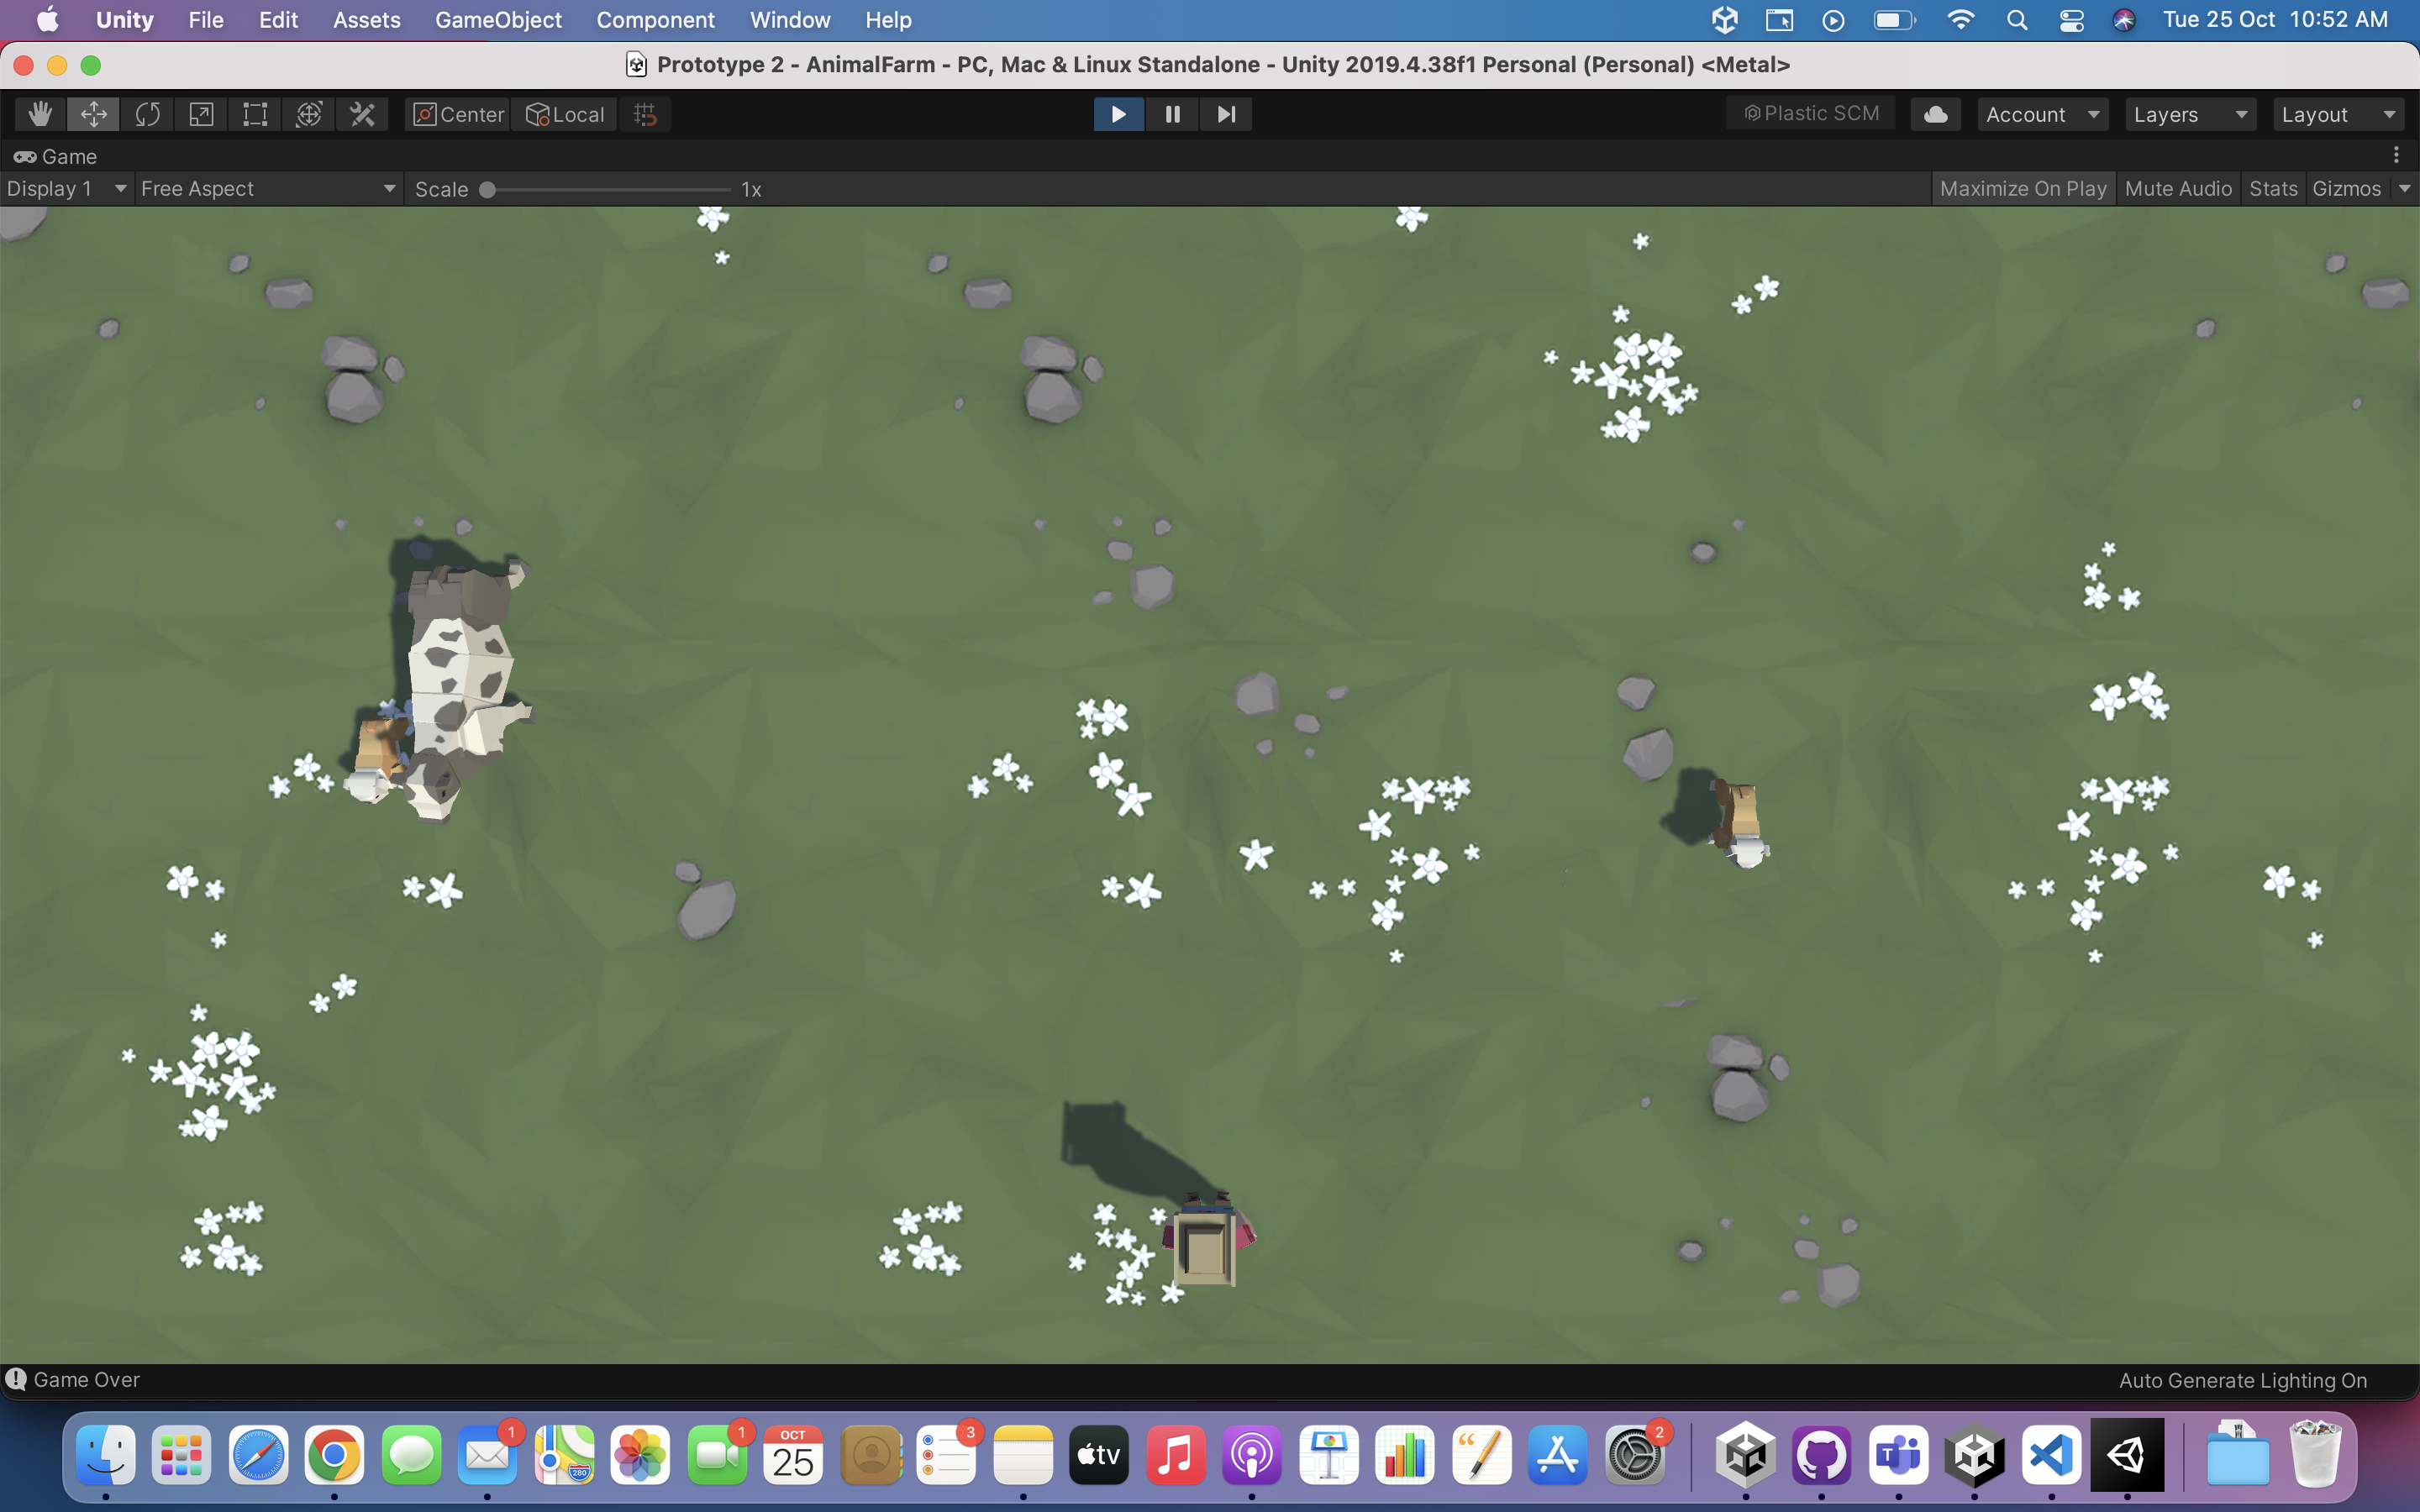 Unity File Edit Assets GameObject Component Window Help Tue 25 Oct 10:52 AM
Prototype 2 - AnimalFarm - PC, Mac & Linux Standalone - Unity 2019.4.38f1 Personal (Personal) <Metal>
Center Local Plastic SCM Account Layers Layout
Game
Display 1 Free Aspect Scale 1x Maximize On Play Mute Audio Stats Gizmos
Game Over Auto Generate Lighting On
1 1 OCT 3 2
25 tv 280 T